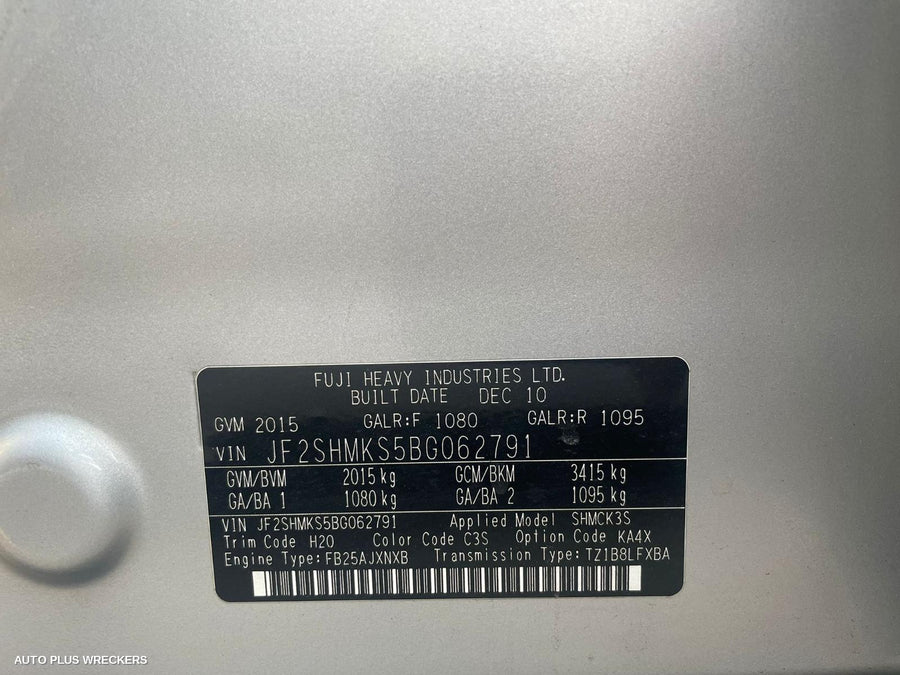 FUJI HEAVY INDUSTRIES LTD.
BUILT DATE DEC 10
GVM 2015 GALR:F 1080 GALR:R 1095
VIN JF2SHMKS5BG062791
GVM/BVM 2015 kg GCM/BKM 3415 kg
GA/BA 1 1080 kg GA/BA 2 1095 kg
VIN JF2SHMKS5BG062791 Applied Model SHMCK3S
Trim Code H20 Color Code C3S Option Code KA4X
Engine Type:FB25AJXNXB Transmission Type:TZ1B8LFXBA
AUTO PLUS WRECKERS